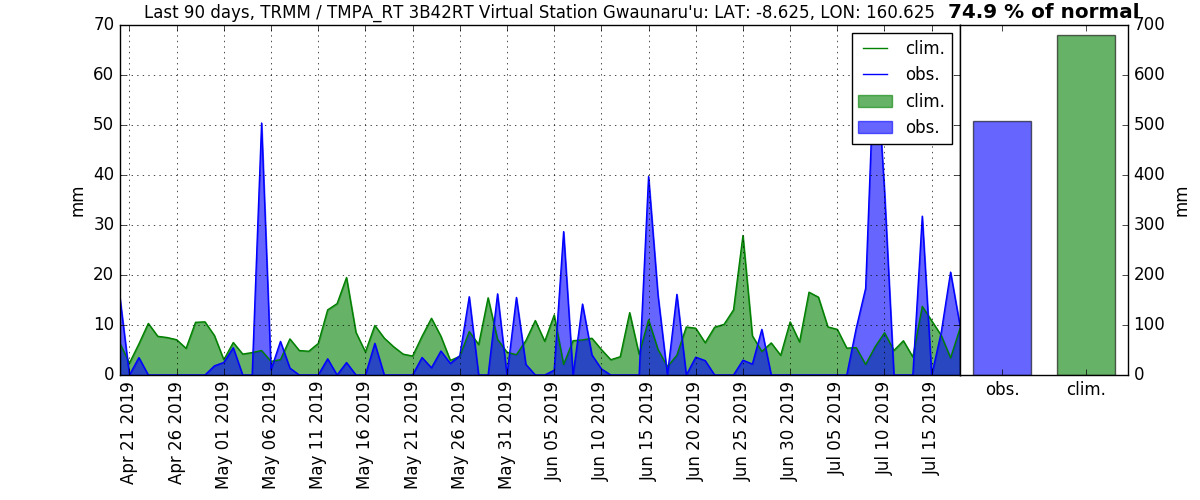 Last 90 days, TRMM / TMPA_RT 3B42RT Virtual Station Gwaunaru'u: LAT: -8.625, LON: 160.625 74.9 % of normal
70
60
50
40
30
20
10
0
mm
clim.
obs.
clim.
obs.
700
600
500
400
300
200
100
0
mm
Apr 21 2019
Apr 26 2019
May 01 2019
May 06 2019
May 11 2019
May 16 2019
May 21 2019
May 26 2019
May 31 2019
Jun 05 2019
Jun 10 2019
Jun 15 2019
Jun 20 2019
Jun 25 2019
Jun 30 2019
Jul 05 2019
Jul 10 2019
Jul 15 2019
obs. clim.